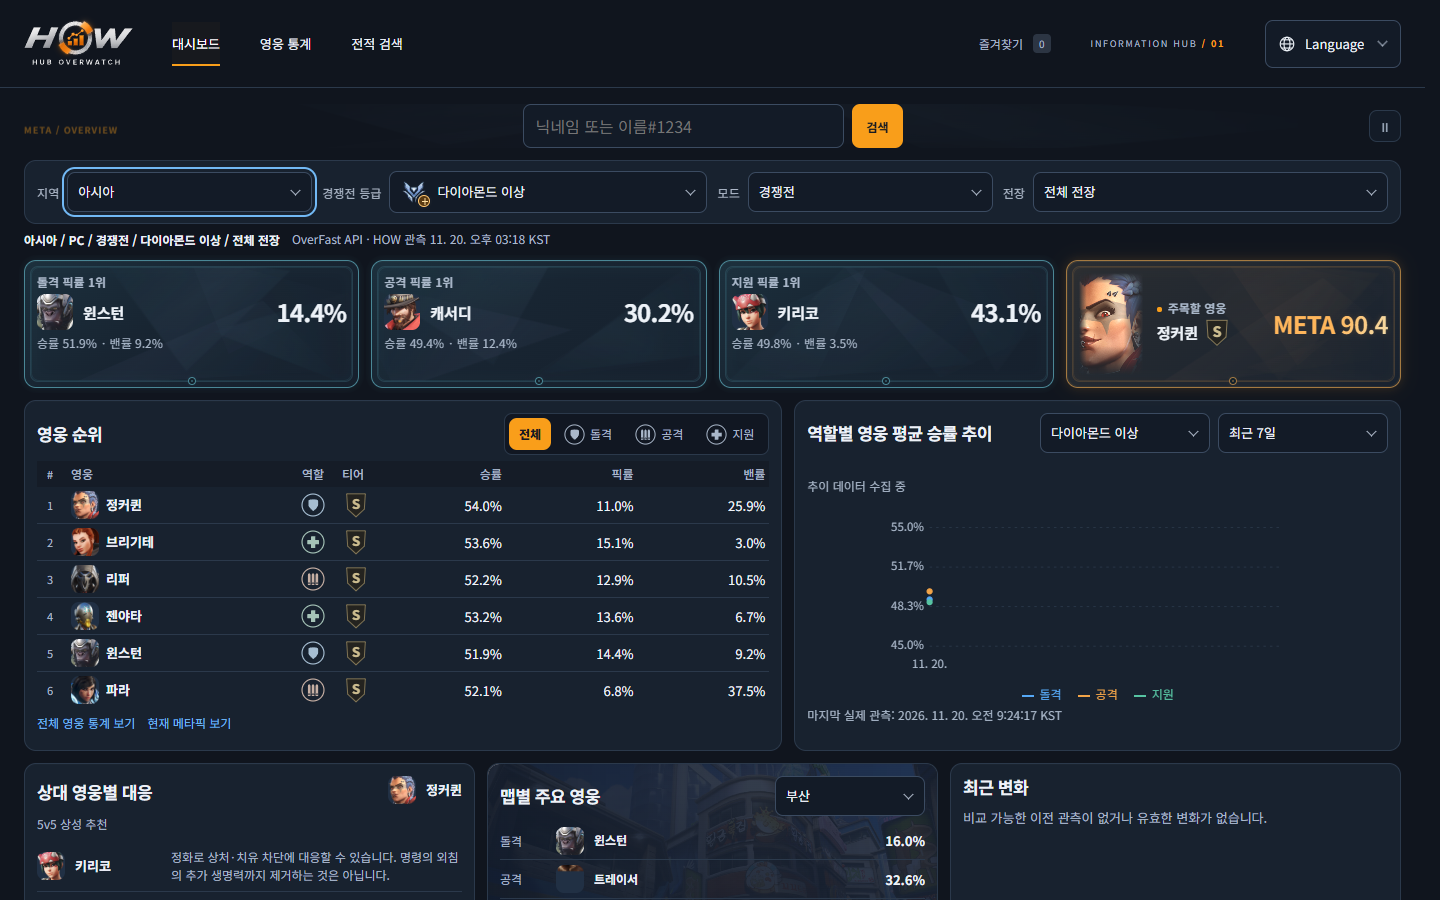 HOW
HUB OVERWATCH
대시보드
영웅 통계
전적 검색
즐겨찾기 0
INFORMATION HUB / 01
Language
META / OVERVIEW
닉네임 또는 이름#1234
검색
지역 아시아
경쟁전 등급 다이아몬드 이상
모드 경쟁전
전장 전체 전장
아시아 / PC / 경쟁전 / 다이아몬드 이상 / 전체 전장 OverFast API · HOW 관측 11. 20. 오후 03:18 KST
돌격 픽률 1위
윈스턴 14.4%
승률 51.9% · 밴률 9.2%
공격 픽률 1위
캐서디 30.2%
승률 49.4% · 밴률 12.4%
지원 픽률 1위
키리코 43.1%
승률 49.8% · 밴률 3.5%
주목할 영웅
정커퀸 S
META 90.4
영웅 순위
전체 돌격 공격 지원
# 영웅 역할 티어 승률 픽률 밴률
1 정커퀸 S 54.0% 11.0% 25.9%
2 브리기테 S 53.6% 15.1% 3.0%
3 리퍼 S 52.2% 12.9% 10.5%
4 젠야타 S 53.2% 13.6% 6.7%
5 윈스턴 S 51.9% 14.4% 9.2%
6 파라 S 52.1% 6.8% 37.5%
전체 영웅 통계 보기 현재 메타픽 보기
역할별 영웅 평균 승률 추이
다이아몬드 이상
최근 7일
추이 데이터 수집 중
55.0%
51.7%
48.3%
45.0%
11. 20.
돌격 공격 지원
마지막 실제 관측: 2026. 11. 20. 오전 9:24:17 KST
상대 영웅별 대응
정커퀸
5v5 상성 추천
키리코
정화로 상처·치유 차단에 대응할 수 있습니다. 명령의 외침
의 추가 생명력까지 제거하는 것은 아닙니다.
맵별 주요 영웅
부산
돌격 윈스턴 16.0%
공격 트레이서 32.6%
최근 변화
비교 가능한 이전 관측이 없거나 유효한 변화가 없습니다.